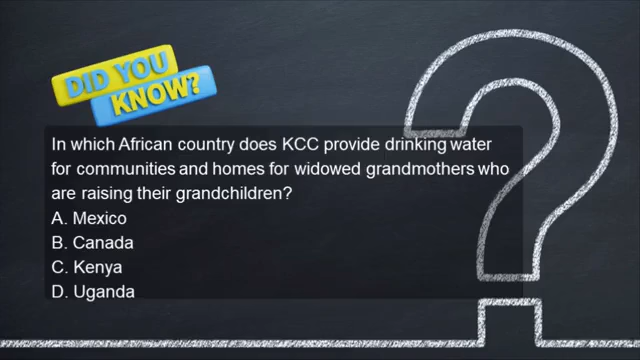 DID YOU
KNOW?
In which African country does KCC provide drinking water
for communities and homes for widowed grandmothers who
are raising their grandchildren?
A. Mexico
B. Canada
C. Kenya
D. Uganda